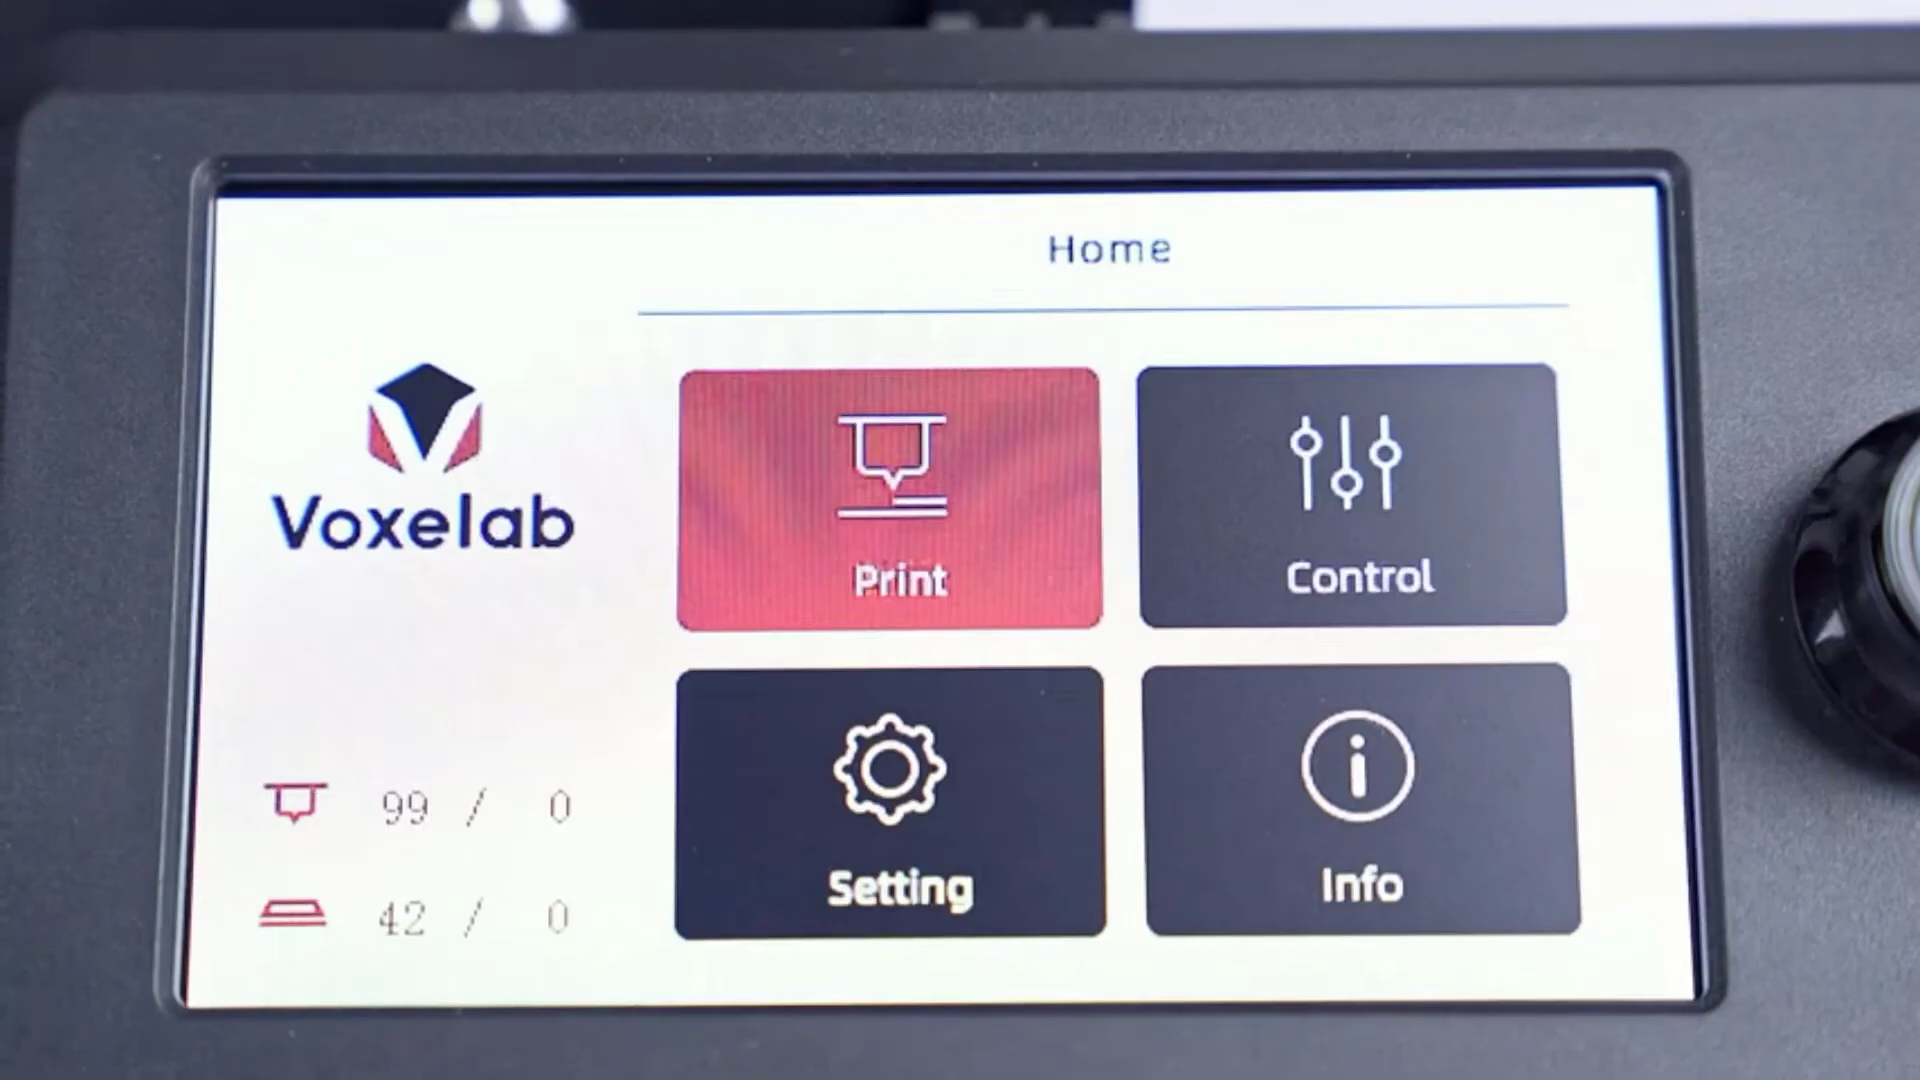 Home
Voxelab
Print
Control
Setting
Info
99 / 0
42 / 0